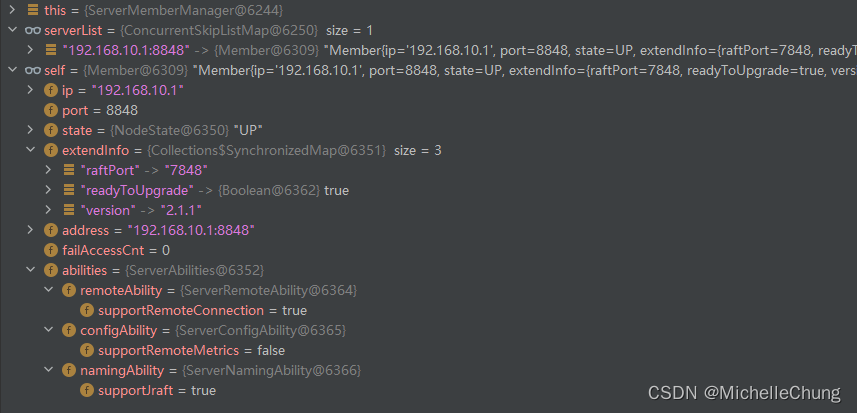 this = {ServerMemberManager@6244}
serverList = {ConcurrentSkipListMap@6250} size = 1
"192.168.10.1:8848" -> {Member@6309} "Member{ip='192.168.10.1', port=8848, state=UP, extendInfo={raftPort=7848, readyTo
self = {Member@6309} "Member{ip='192.168.10.1', port=8848, state=UP, extendInfo={raftPort=7848, readyToUpgrade=true, vers
ip = "192.168.10.1"
port = 8848
state = {NodeState@6350} "UP"
extendInfo = {Collections$SynchronizedMap@6351} size = 3
"raftPort" -> "7848"
"readyToUpgrade" -> {Boolean@6362} true
"version" -> "2.1.1"
address = "192.168.10.1:8848"
failAccessCnt = 0
abilities = {ServerAbilities@6352}
remoteAbility = {ServerRemoteAbility@6364}
supportRemoteConnection = true
configAbility = {ServerConfigAbility@6365}
supportRemoteMetrics = false
namingAbility = {ServerNamingAbility@6366}
supportJraft = true
CSDN @MichelleChung